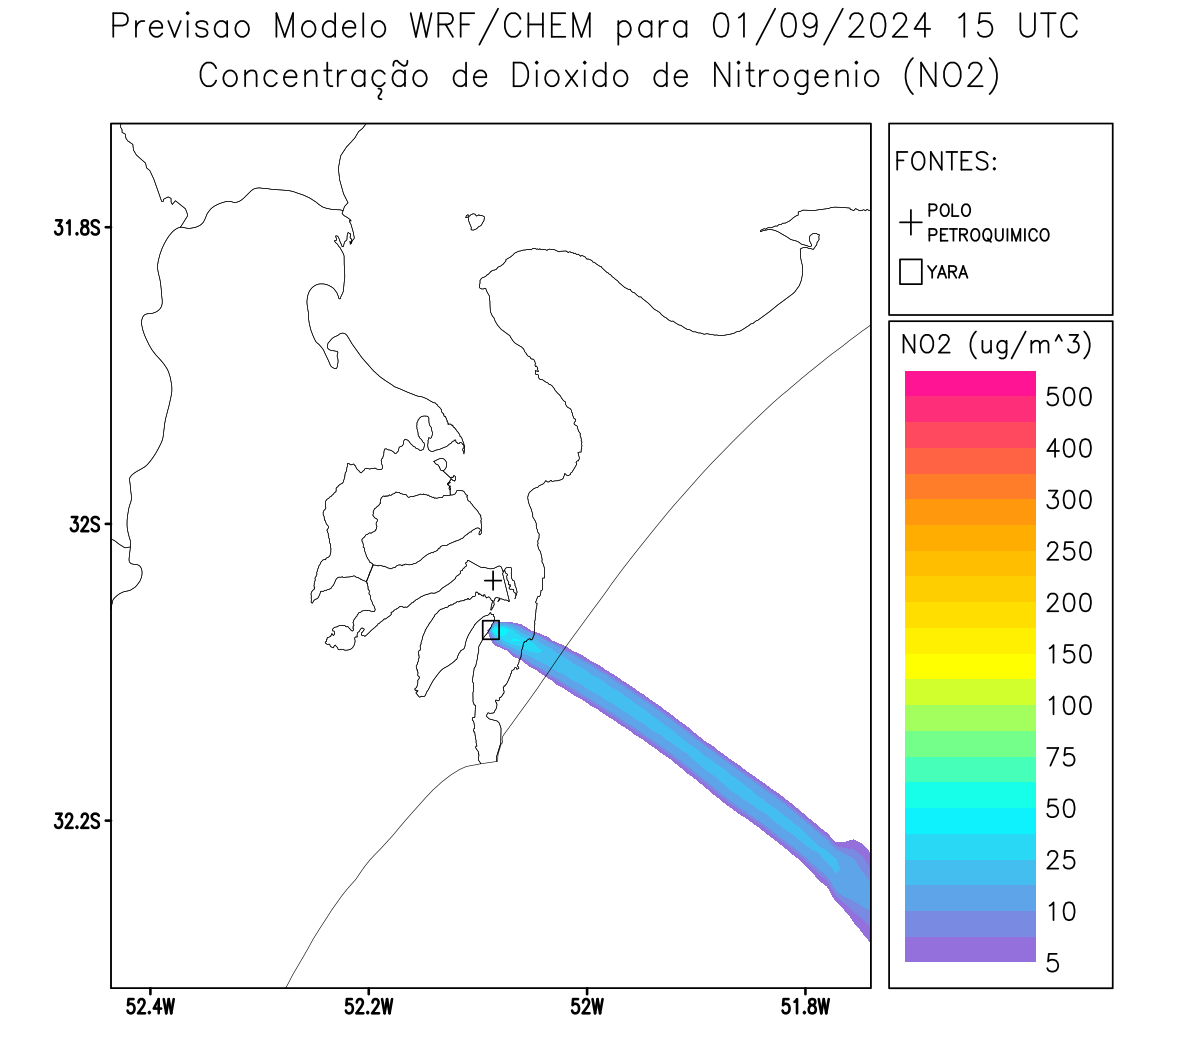 Previsao Modelo WRF/CHEM para 01/09/2024 15 UTC
Concentração de Dioxido de Nitrogenio (NO2)
FONTES:
POLO
PETROQUIMICO
YARA
NO2 (ug/m^3)
500
400
300
250
200
150
100
75
50
25
10
5
31.8S
32S
32.2S
52.4W
52.2W
52W
51.8W